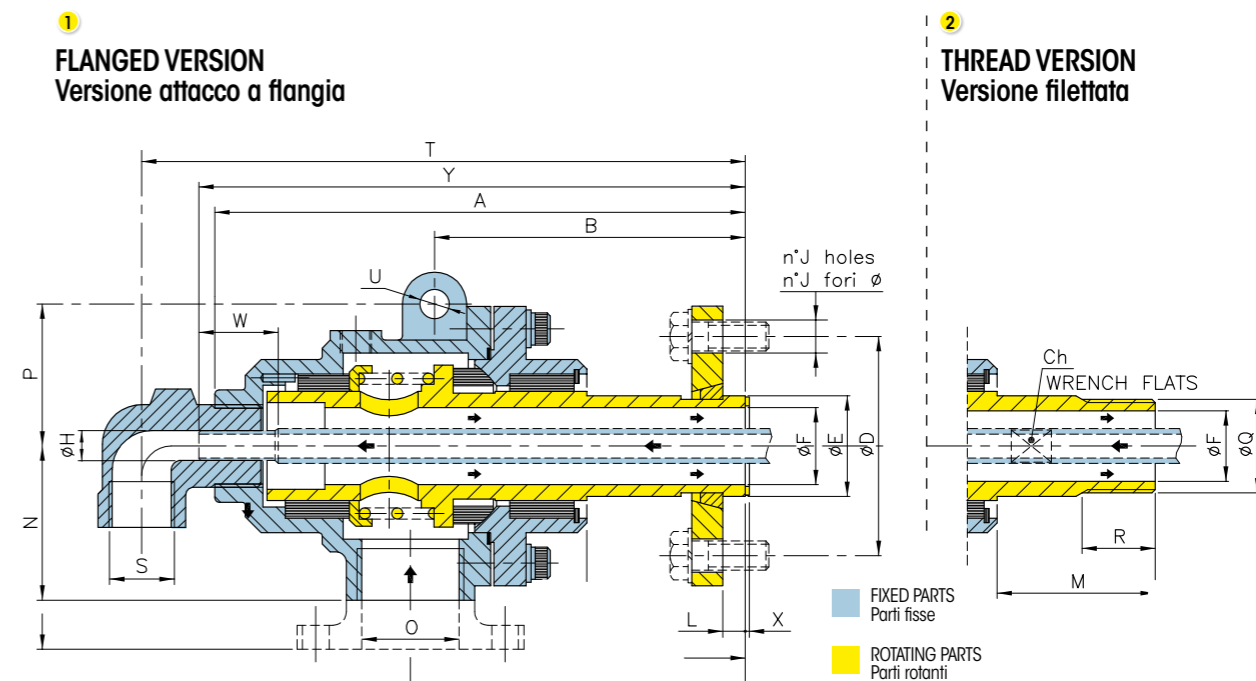 1
FLANGED VERSION
Versione attacco a flangia
2
THREAD VERSION
Versione filettata
T
Y
A
B
n°J holes
n°J fori ø
U
W
P
Ch
WRENCH FLATS
øH
øF
øE
øD
øF
øQ
N
S
R
M
L
X
O
FIXED PARTS
Parti fisse
ROTATING PARTS
Parti rotanti